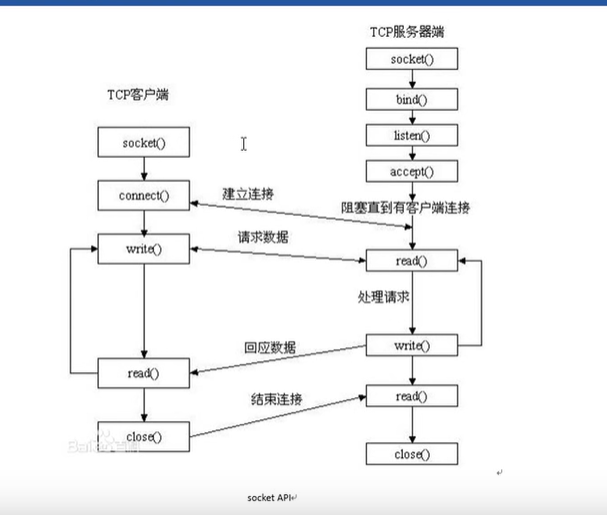 TCP服务器端
socket()
bind()
listen()
accept()
阻塞直到有客户端连接
read()
处理请求
write()
read()
close()
TCP客户端
socket()
connect()
write()
read()
close()
建立连接
请求数据
回应数据
结束连接
Bai
百科
socket API